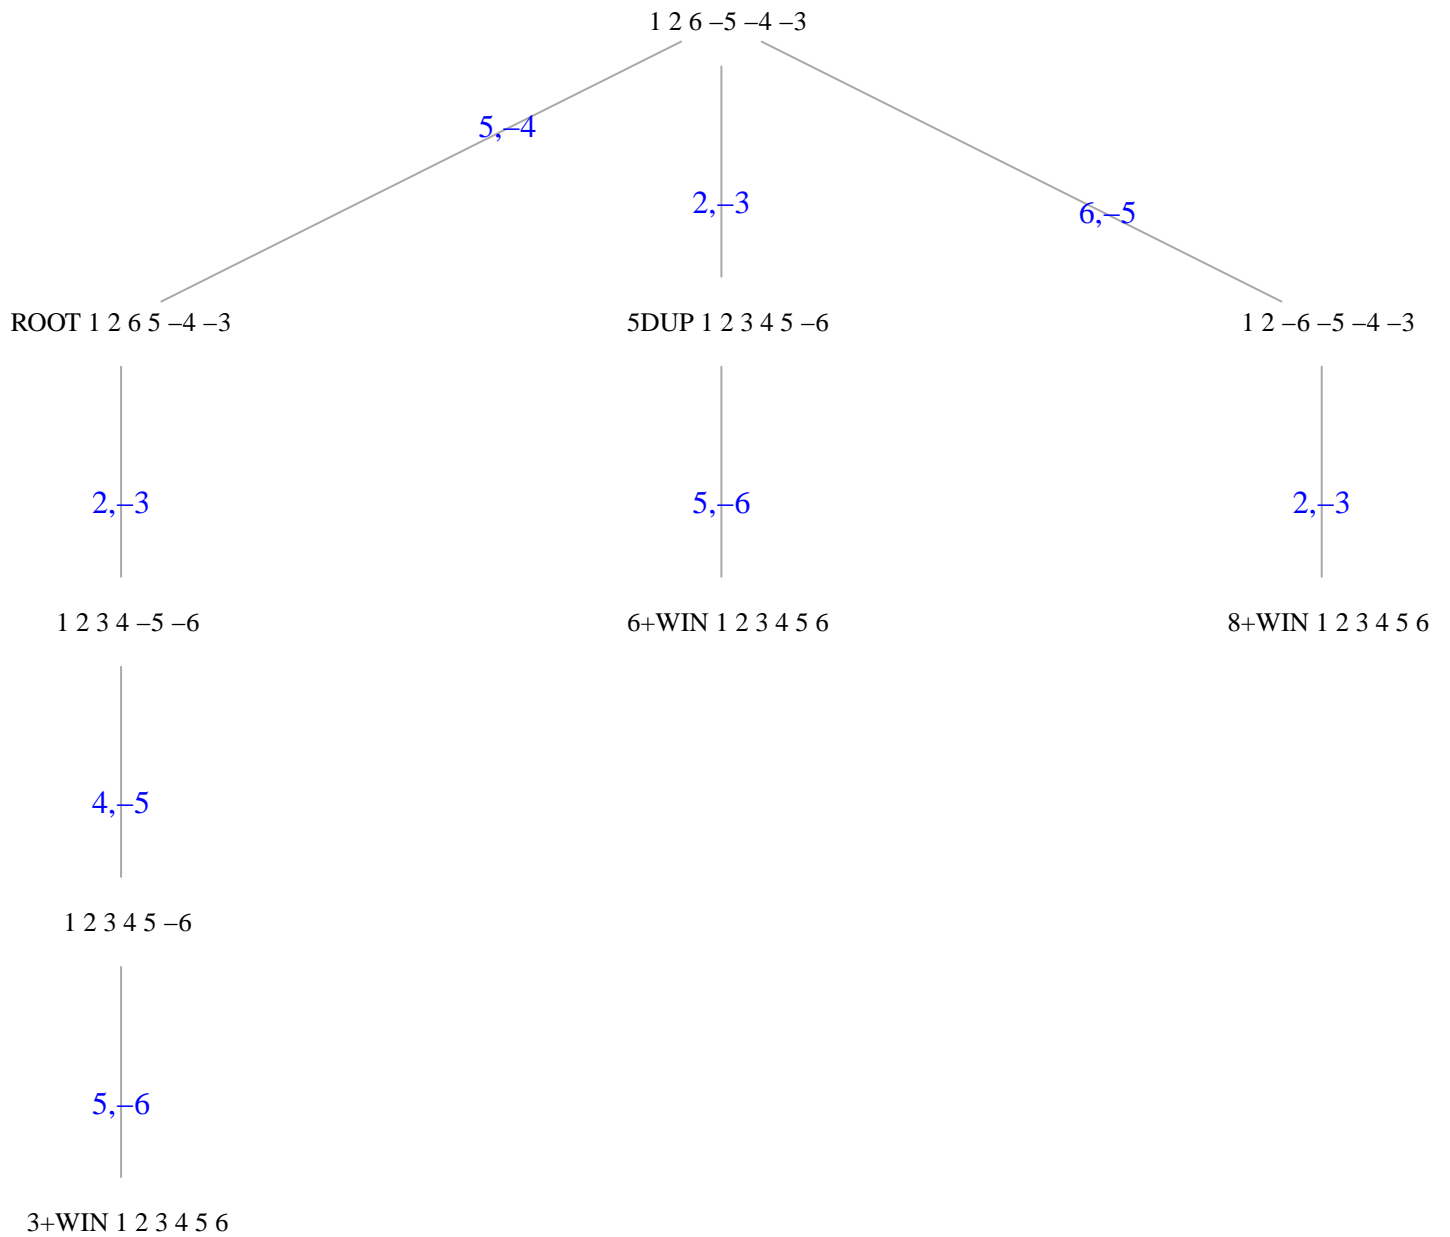 1 2 6 –5 –4 –3
5,–4
2,–3
6,–5
ROOT 1 2 6 5 –4 –3
5DUP 1 2 3 4 5 –6
1 2 –6 –5 –4 –3
2,–3
5,–6
2,–3
1 2 3 4 –5 –6
6+WIN 1 2 3 4 5 6
8+WIN 1 2 3 4 5 6
4,–5
1 2 3 4 5 –6
5,–6
3+WIN 1 2 3 4 5 6